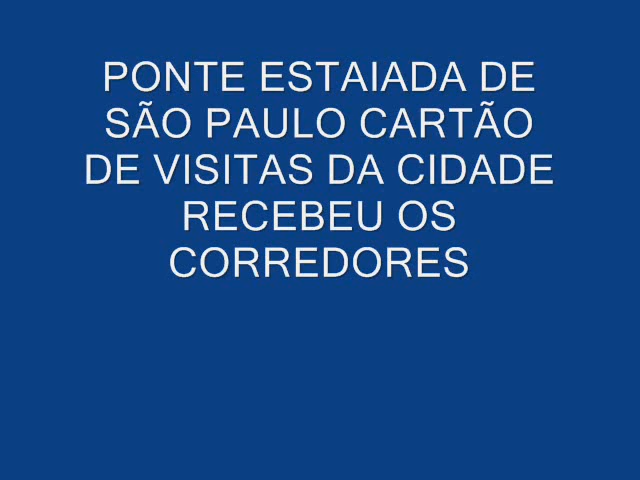 PONTE ESTAIADA DE
SÃO PAULO CARTÃO
DE VISITAS DA CIDADE
RECEBEU OS
CORREDORES